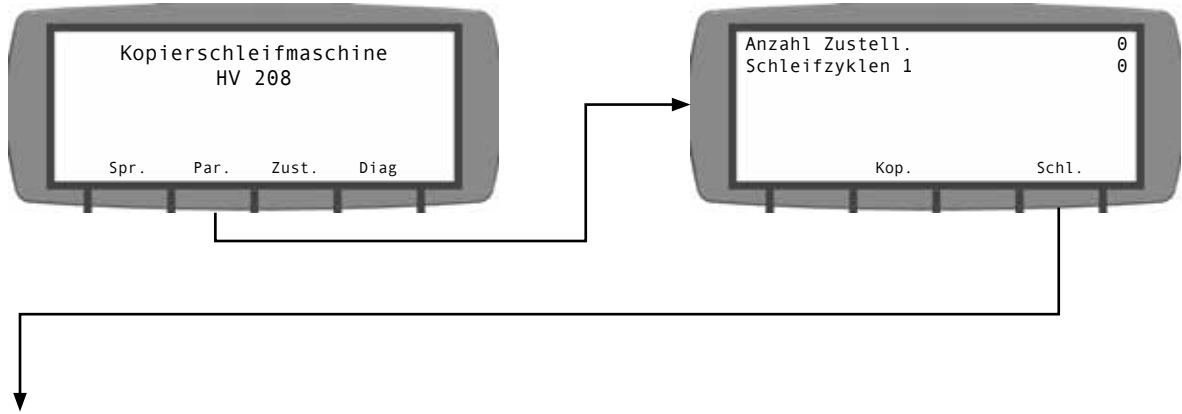 Kopierschleifmaschine
HV 208
Spr. Par. Zust. Diag
Anzahl Zustell. 0
Schleifzyklen 1 0
Kop. Schl.